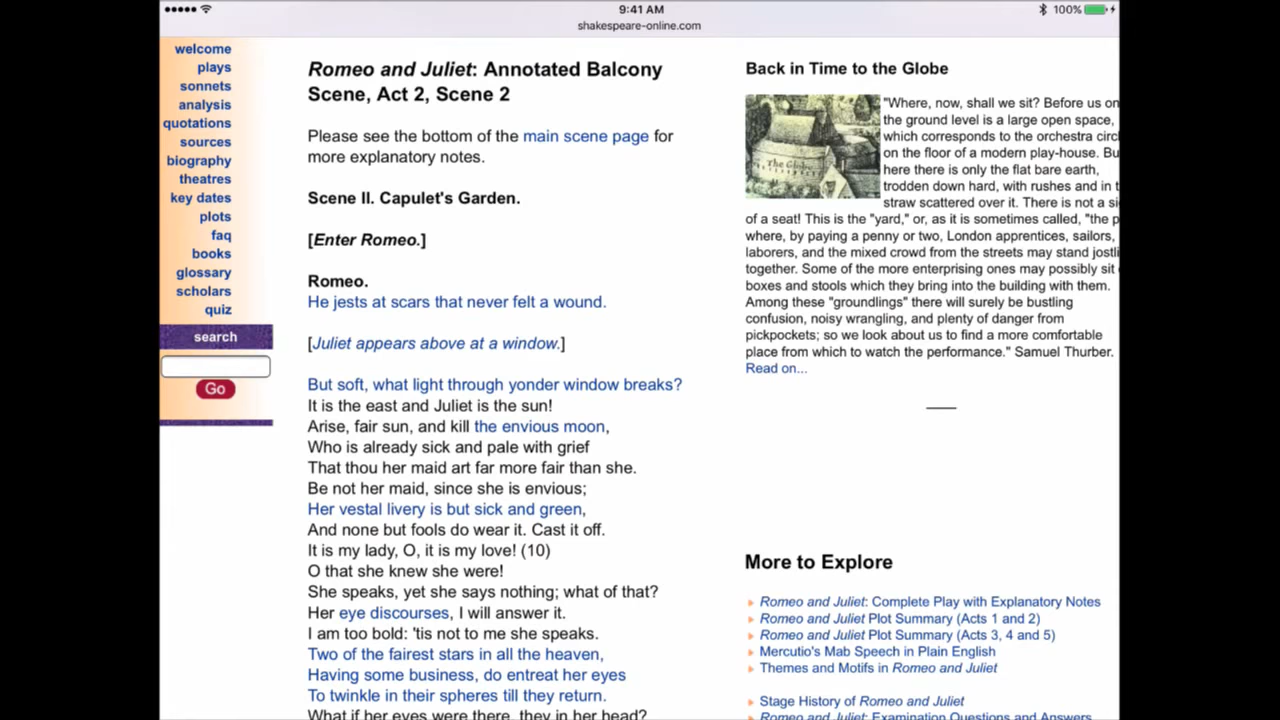 9:41 AM
100%
shakespeare-online.com
welcome
plays
sonnets
analysis
quotations
sources
biography
theatres
key dates
plots
faq
books
glossary
scholars
quiz
search
Go
Romeo and Juliet: Annotated Balcony
Scene, Act 2, Scene 2
Please see the bottom of the main scene page for
more explanatory notes.
Scene II. Capulet's Garden.
[Enter Romeo.]
Romeo.
He jests at scars that never felt a wound.
[Juliet appears above at a window.]
But soft, what light through yonder window breaks?
It is the east and Juliet is the sun!
Arise, fair sun, and kill the envious moon,
Who is already sick and pale with grief
That thou her maid art far more fair than she.
Be not her maid, since she is envious;
Her vestal livery is but sick and green,
And none but fools do wear it. Cast it off.
It is my lady, O, it is my love! (10)
O that she knew she were!
She speaks, yet she says nothing; what of that?
Her eye discourses, I will answer it.
I am too bold: 'tis not to me she speaks.
Two of the fairest stars in all the heaven,
Having some business, do entreat her eyes
To twinkle in their spheres till they return.
What if her eyes were there, they in her head?
Back in Time to the Globe
The Globe
"Where, now, shall we sit? Before us on
the ground level is a large open space,
which corresponds to the orchestra circ
on the floor of a modern play-house. Bu
here there is only the flat bare earth,
trodden down hard, with rushes and in t
straw scattered over it. There is not a si
of a seat! This is the "yard," or, as it is sometimes called, "the p
where, by paying a penny or two, London apprentices, sailors,
laborers, and the mixed crowd from the streets may stand jostli
together. Some of the more enterprising ones may possibly sit
boxes and stools which they bring into the building with them.
Among these "groundlings" there will surely be bustling
confusion, noisy wrangling, and plenty of danger from
pickpockets; so we look about us to find a more comfortable
place from which to watch the performance." Samuel Thurber.
Read on...
More to Explore
Romeo and Juliet: Complete Play with Explanatory Notes
Romeo and Juliet Plot Summary (Acts 1 and 2)
Romeo and Juliet Plot Summary (Acts 3, 4 and 5)
Mercutio's Mab Speech in Plain English
Themes and Motifs in Romeo and Juliet
Stage History of Romeo and Juliet
Romeo and Juliet: Examination Questions and Answers